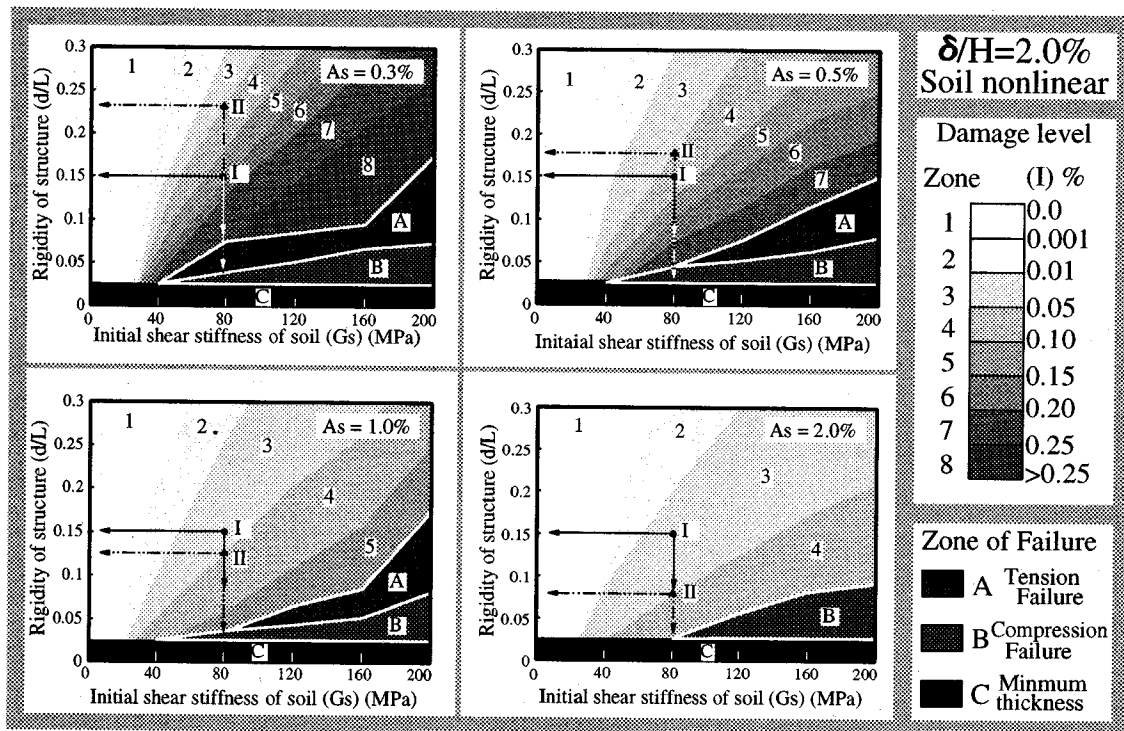 0.3
0.25
0.2
0.15
0.1
0.05
0
Rigidity of structure (d/L)
1 2 3 4 5 6 7 8
As = 0.3%
II
I
A
B
C
0 40 80 120 160 200
Initial shear stiffness of soil (Gs) (MPa)
0.3
0.25
0.2
0.15
0.1
0.05
0
Rigidity of structure (d/L)
1 2 3 4 5 6 7
As = 0.5%
II
I
A
B
C
0 40 80 120 160 200
Initaial shear stiffness of soil (Gs) (MPa)
0.3
0.25
0.2
0.15
0.1
0.05
0
Rigidity of structure (d/L)
1 2 3 4 5
As = 1.0%
I
II
A
B
C
0 40 80 120 160 200
Initial shear stiffness of soil (Gs) (MPa)
0.3
0.25
0.2
0.15
0.1
0.05
0
Rigidity of structure (d/L)
1 2 3 4
As = 2.0%
I
II
B
C
0 40 80 120 160 200
Initial shear stiffness of soil (Gs) (MPa)
δ/H=2.0%
Soil nonlinear
Damage level
Zone (I) %
0.0
1
0.001
2
0.01
3
0.05
4
0.10
5
0.15
6
0.20
7
0.25
8
>0.25
Zone of Failure
A Tension
Failure
B Compression
Failure
C Minmum
thickness